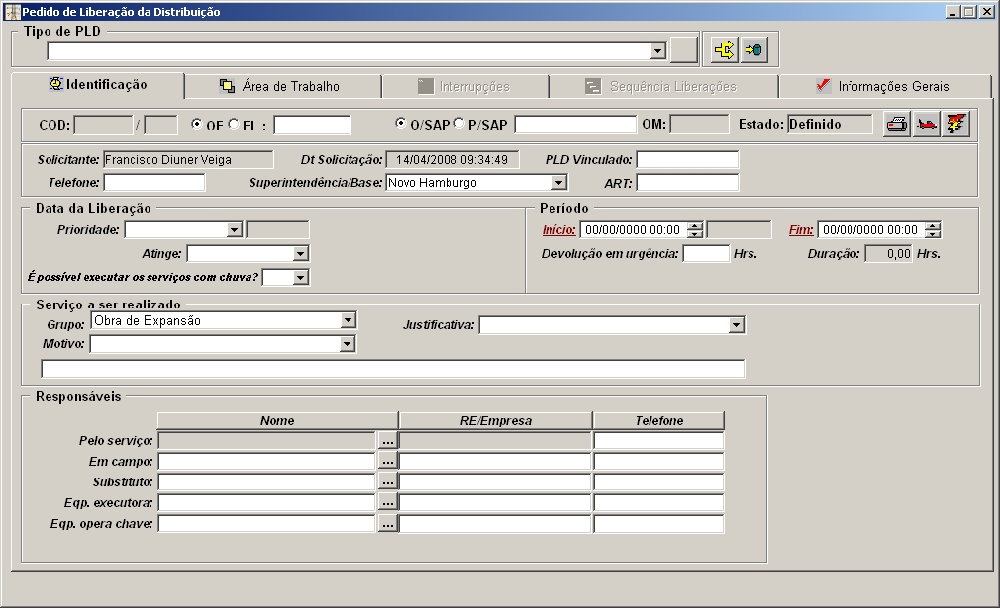 Pedido de Liberação da Distribuição
Tipo de PLD
Identificação Área de Trabalho Interrupções Sequência Liberações Informações Gerais
COD: / OE EI : O/SAP P/SAP OM: Estado: Definido
Solicitante: Francisco Diuner Veiga Dt Solicitação: 14/04/2008 09:34:49 PLD Vinculado:
Telefone: Superintendência/Base: Novo Hamburgo ART:
Data da Liberação Período
Prioridade: Início: 00/00/0000 00:00 Fim: 00/00/0000 00:00
Atinge: Devolução em urgência: Hrs. Duração: 0,00 Hrs.
É possível executar os serviços com chuva?
Serviço a ser realizado
Grupo: Obra de Expansão Justificativa:
Motivo:
Responsáveis
Nome RE/Empresa Telefone
Pelo serviço: ...
Em campo: ...
Substituto: ...
Eqp. executora: ...
Eqp. opera chave: ...